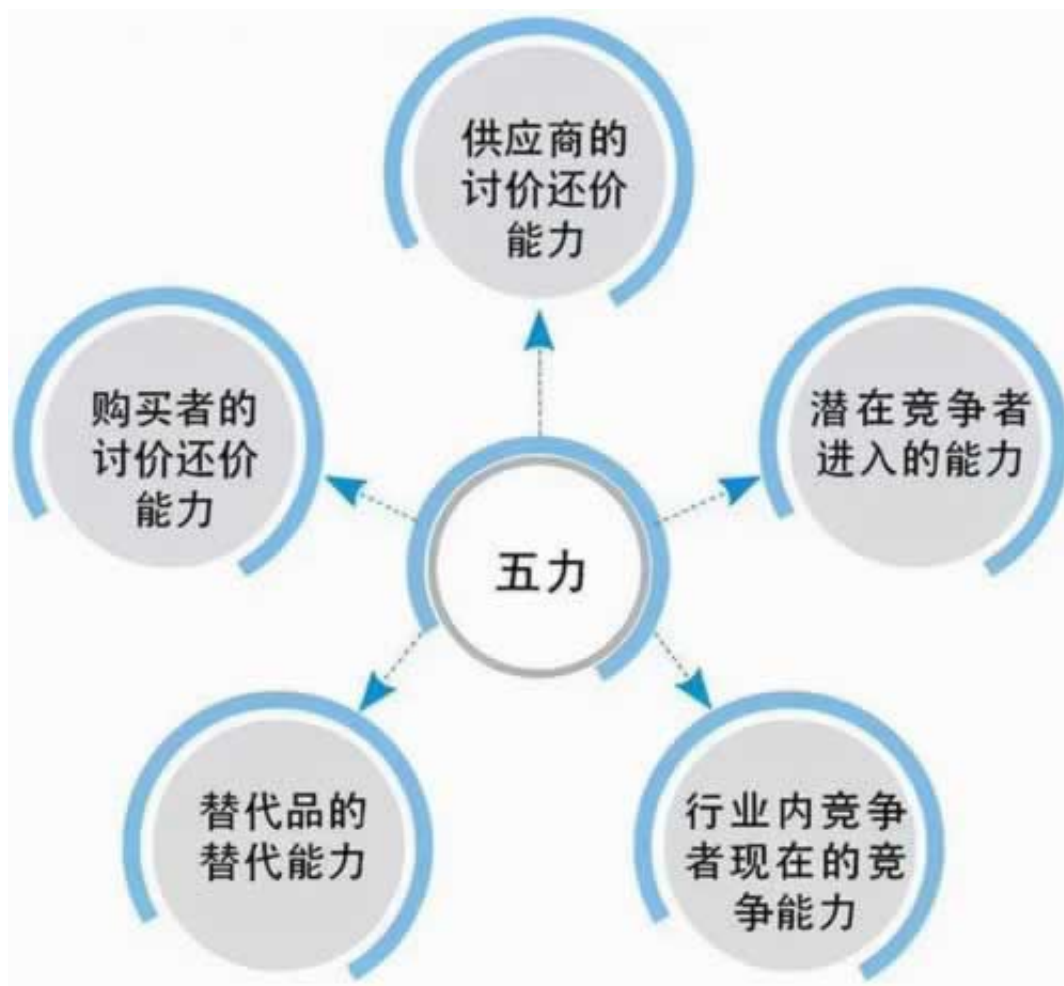 供应商的
讨价还价
能力
购买者的
讨价还价
能力
潜在竞争者
进入的能力
五力
替代品的
替代能力
行业内竞争
者现在的竞
争能力